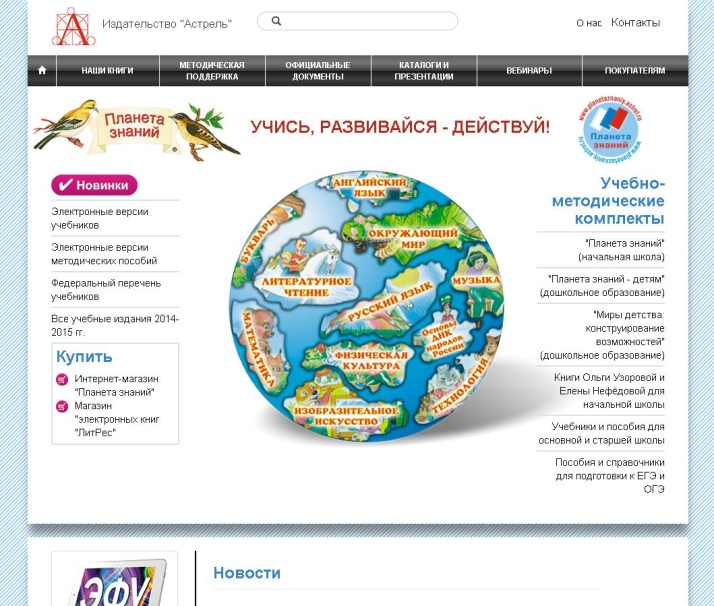 Издательство "Астрель"
О нас
Контакты
НАШИ КНИГИ
МЕТОДИЧЕСКАЯ
ПОДДЕРЖКА
ОФИЦИАЛЬНЫЕ
ДОКУМЕНТЫ
КАТАЛОГИ И
ПРЕЗЕНТАЦИИ
ВЕБИНАРЫ
ПОКУПАТЕЛЯМ
Планета
знаний
УЧИСЬ, РАЗВИВАЙСЯ - ДЕЙСТВУЙ!
www.planetaznaniy.astrel.ru
Планета
знаний
www.planetaznaniy.astrel.ru
Новинки
Электронные версии
учебников
Электронные версии
методических пособий
Федеральный перечень
учебников
Все учебные издания 2014-
2015 гг.
Купить
Интернет-магазин
"Планета знаний"
Магазин
"электронных книг
"ЛитРес"
АНГЛИЙСКИЙ
ЯЗЫК
БУКВАРЬ
ОКРУЖАЮЩИЙ
МИР
ЛИТЕРАТУРНОЕ
ЧТЕНИЕ
РУССКИЙ ЯЗЫК
МУЗЫКА
МАТЕМАТИКА
Основы
ДНК
народов
России
ФИЗИЧЕСКАЯ
КУЛЬТУРА
ТЕХНОЛОГИЯ
ИЗОБРАЗИТЕЛЬНОЕ
ИСКУССТВО
Учебно-
методические
комплекты
"Планета знаний"
(начальная школа)
"Планета знаний - детям"
(дошкольное образование)
"Миры детства:
конструирование
возможностей"
(дошкольное образование)
Книги Ольги Узоровой и
Елены Нефёдовой для
начальной школы
Учебники и пособия для
основной и старшей школы
Пособия и справочники
для подготовки к ЕГЭ и
ОГЭ
ЭФУ
Новости